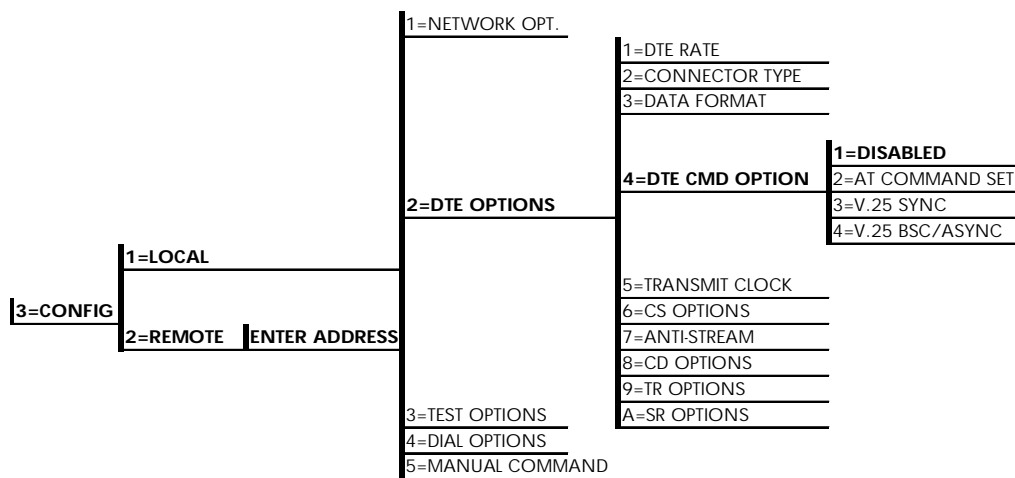 3=CONFIG
1=LOCAL
2=REMOTE
ENTER ADDRESS
1=NETWORK OPT.
2=DTE OPTIONS
3=TEST OPTIONS
4=DIAL OPTIONS
5=MANUAL COMMAND
1=DTE RATE
2=CONNECTOR TYPE
3=DATA FORMAT
4=DTE CMD OPTION
5=TRANSMIT CLOCK
6=CS OPTIONS
7=ANTI-STREAM
8=CD OPTIONS
9=TR OPTIONS
A=SR OPTIONS
1=DISABLED
2=AT COMMAND SET
3=V.25 SYNC
4=V.25 BSC/ASYNC